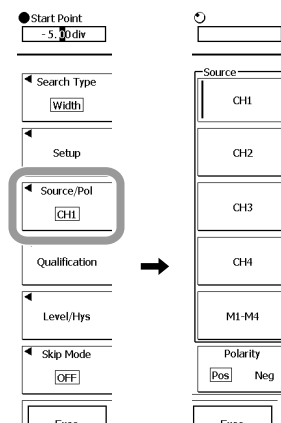 Start Point
- 5. 00div
Search Type
Width
Setup
Source/Pol
CH1
Qualification
Level/Hys
Skip Mode
OFF
Source
CH1
CH2
CH3
CH4
M1-M4
Polarity
Pos Neg